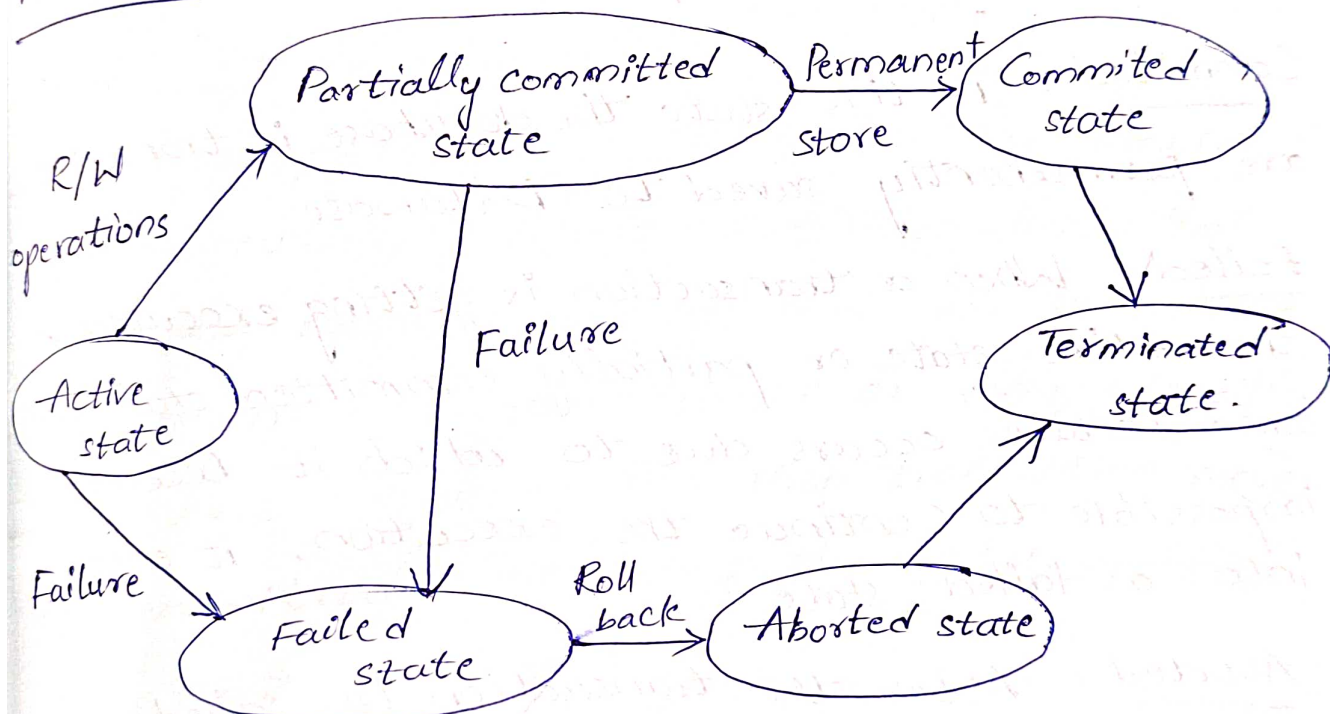 Partially committed
state
Permanent
store
Commited
state
R/W
operations
Active
state
Failure
Terminated
state.
Failure
Failed
state
Roll
back
Aborted state